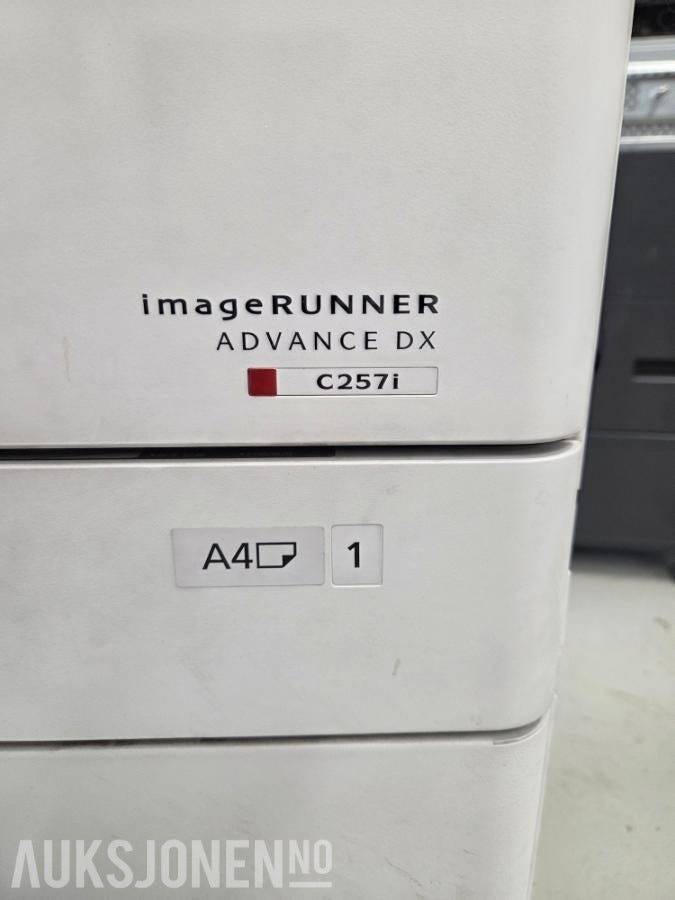 imageRUNNER
ADVANCE DX
C257i
A4 1
AUKSJONEN NO